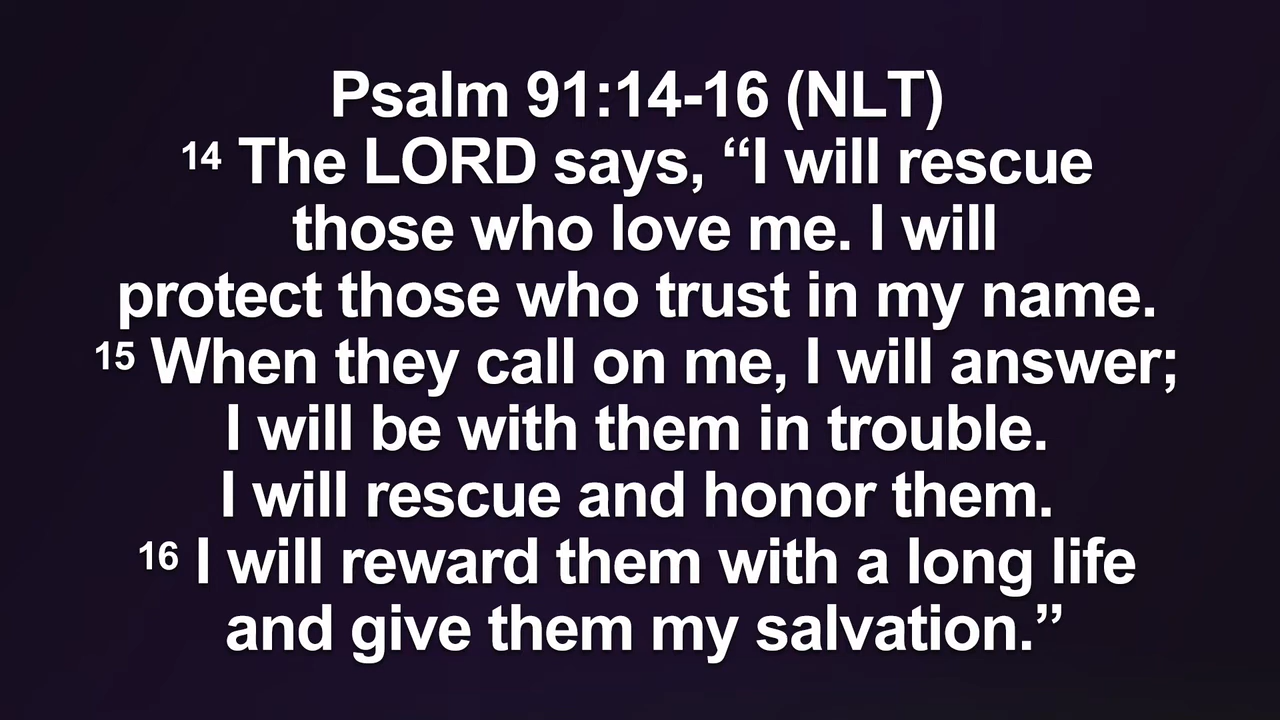 Psalm 91:14-16 (NLT)
14 The LORD says, “I will rescue
those who love me. I will
protect those who trust in my name.
15 When they call on me, I will answer;
I will be with them in trouble.
I will rescue and honor them.
16 I will reward them with a long life
and give them my salvation.”